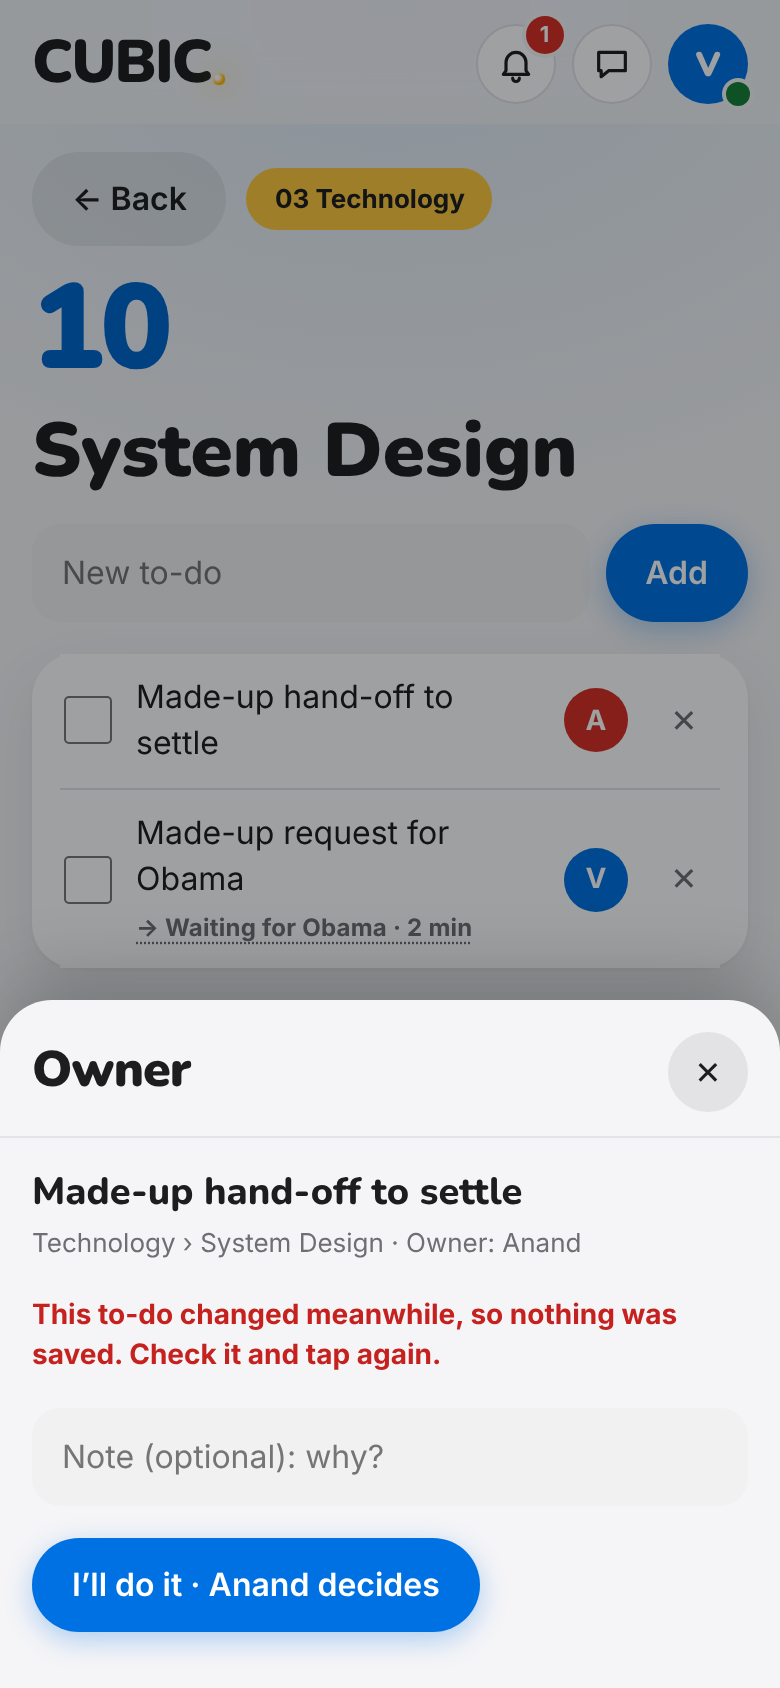 CUBIC.
1
V
← Back
03 Technology
10
System Design
New to-do
Add
Made-up hand-off to
settle
A
×
Made-up request for
Obama
V
×
→ Waiting for Obama · 2 min
Owner
×
Made-up hand-off to settle
Technology › System Design · Owner: Anand
This to-do changed meanwhile, so nothing was
saved. Check it and tap again.
Note (optional): why?
I’ll do it · Anand decides